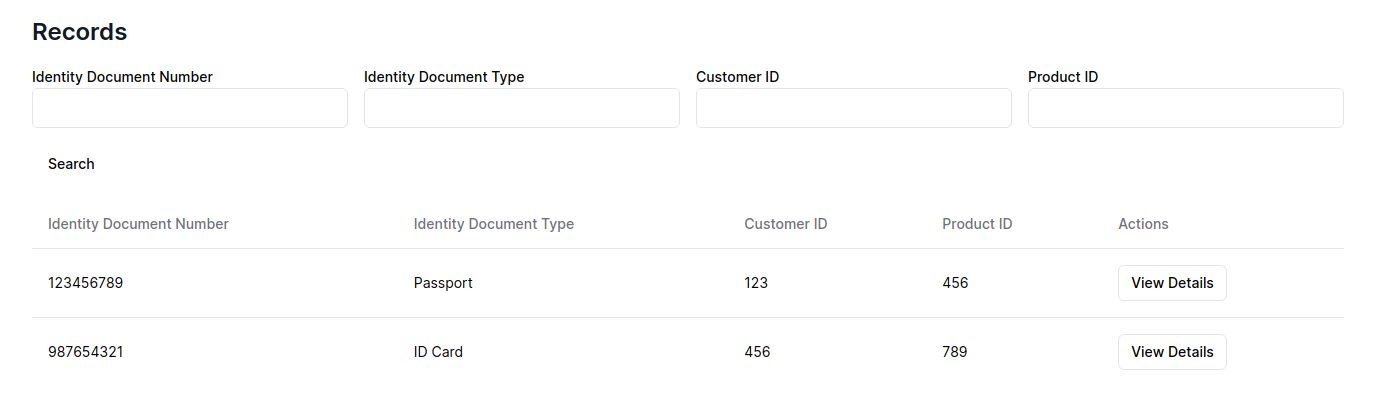 Records
Identity Document Number Identity Document Type Customer ID Product ID
Search
Identity Document Number Identity Document Type Customer ID Product ID Actions
123456789 Passport 123 456 View Details
987654321 ID Card 456 789 View Details